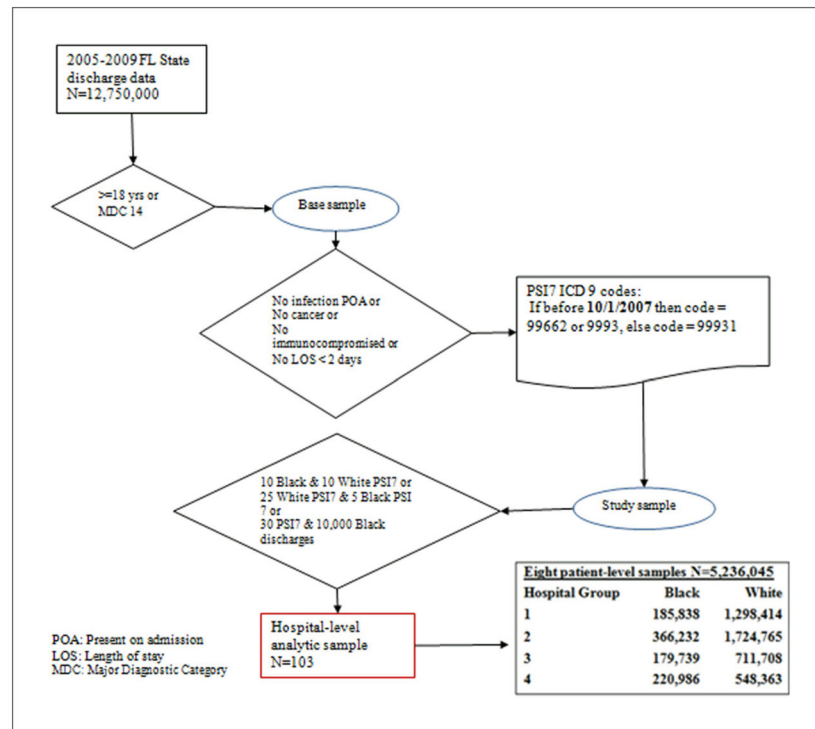 2005-2009 FL State
discharge data
N=12,750,000
>=18 yrs or
MDC 14
Base sample
No infection POA or
No cancer or
No
immunocompromised or
No LOS < 2 days
PSI7 ICD 9 codes:
If before 10/1/2007 then code =
99662 or 9993, else code = 99931
Study sample
10 Black & 10 White PSI7 or
25 White PSI7 & 5 Black PSI
7 or
30 PSI7 & 10,000 Black
discharges
Hospital-level
analytic sample
N=103
Eight patient-level samples N=5,236,045
Hospital Group Black White
1 185,838 1,298,414
2 366,232 1,724,765
3 179,739 711,708
4 220,986 548,363
POA: Present on admission
LOS: Length of stay
MDC: Major Diagnostic Category